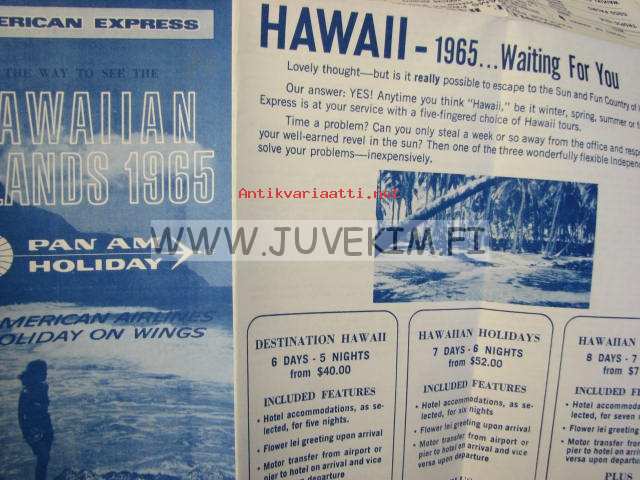 AMERICAN EXPRESS
THE WAY TO SEE THE
HAWAIIAN
ISLANDS 1965
PAN AM
HOLIDAY
AMERICAN AIRLINES
HOLIDAY ON WINGS
HAWAII - 1965... Waiting For You
Lovely thought—but is it really possible to escape to the Sun and Fun Country of
Our answer: YES! Anytime you think "Hawaii," be it winter, spring, summer or
Express is at your service with a five-fingered choice of Hawaii tours.
Time a problem? Can you only steal a week or so away from the office and
your well-earned revel in the sun? Then one of the three wonderfully flexible
solve your problems—inexpensively.
Antikvariaatti.net
WWW.JUVEKIM.FI
DESTINATION HAWAII
6 DAYS - 5 NIGHTS
from $40.00
INCLUDED FEATURES
• Hotel accommodations, as se-
lected, for five nights.
• Flower lei greeting upon arrival
• Motor transfer from airport or
pier to hotel on arrival and vice
versa upon departure
HAWAIIAN HOLIDAYS
7 DAYS - 6 NIGHTS
from $52.00
INCLUDED FEATURES
• Hotel accommodations, as se-
lected, for six nights
• Flower lei greeting upon arrival
• Motor transfer from airport or
pier to hotel on arrival and vice
versa upon departure
PLUS
HAWAIIAN
8 DAYS - 7
from
INCLUDED
• Hotel accommodations
lected, for seven
• Flower lei greeting
• Motor transfer from
pier to hotel on
versa upon
PLUS